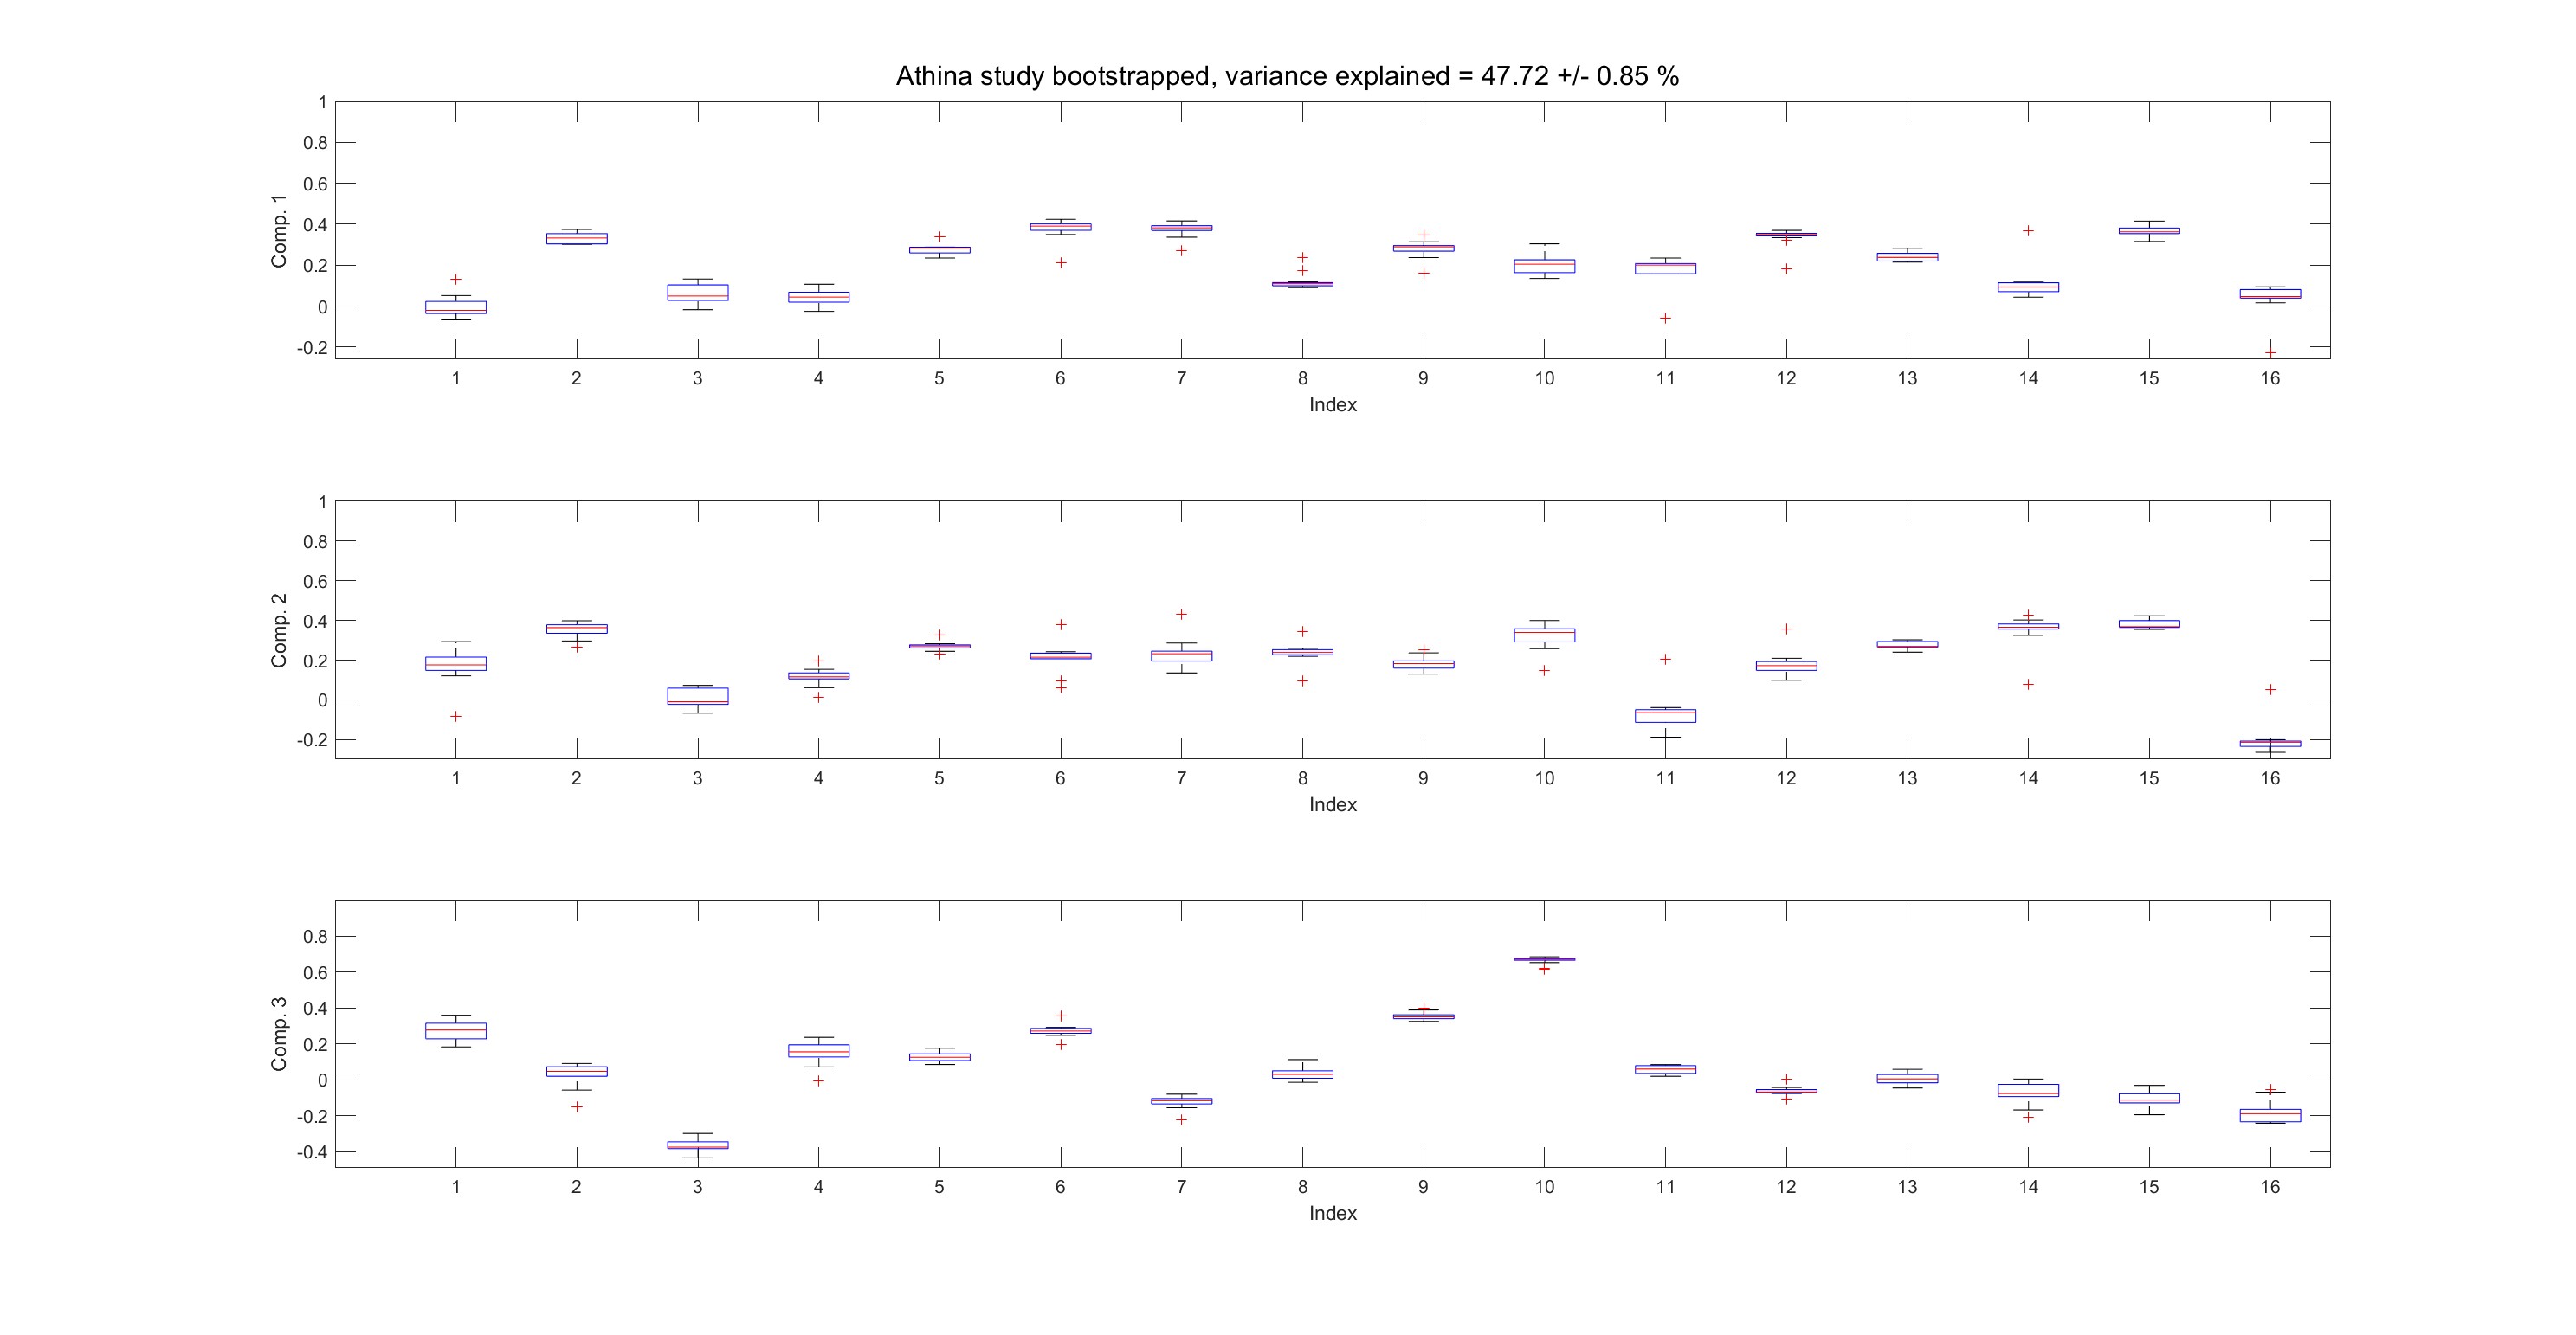 Athina study bootstrapped, variance explained = 47.72 +/- 0.85 %
1
0.8
0.6
0.4
0.2
0
-0.2
Comp. 1
1 2 3 4 5 6 7 8 9 10 11 12 13 14 15 16
Index
1
0.8
0.6
0.4
0.2
0
-0.2
Comp. 2
1 2 3 4 5 6 7 8 9 10 11 12 13 14 15 16
Index
0.8
0.6
0.4
0.2
0
-0.2
-0.4
Comp. 3
1 2 3 4 5 6 7 8 9 10 11 12 13 14 15 16
Index